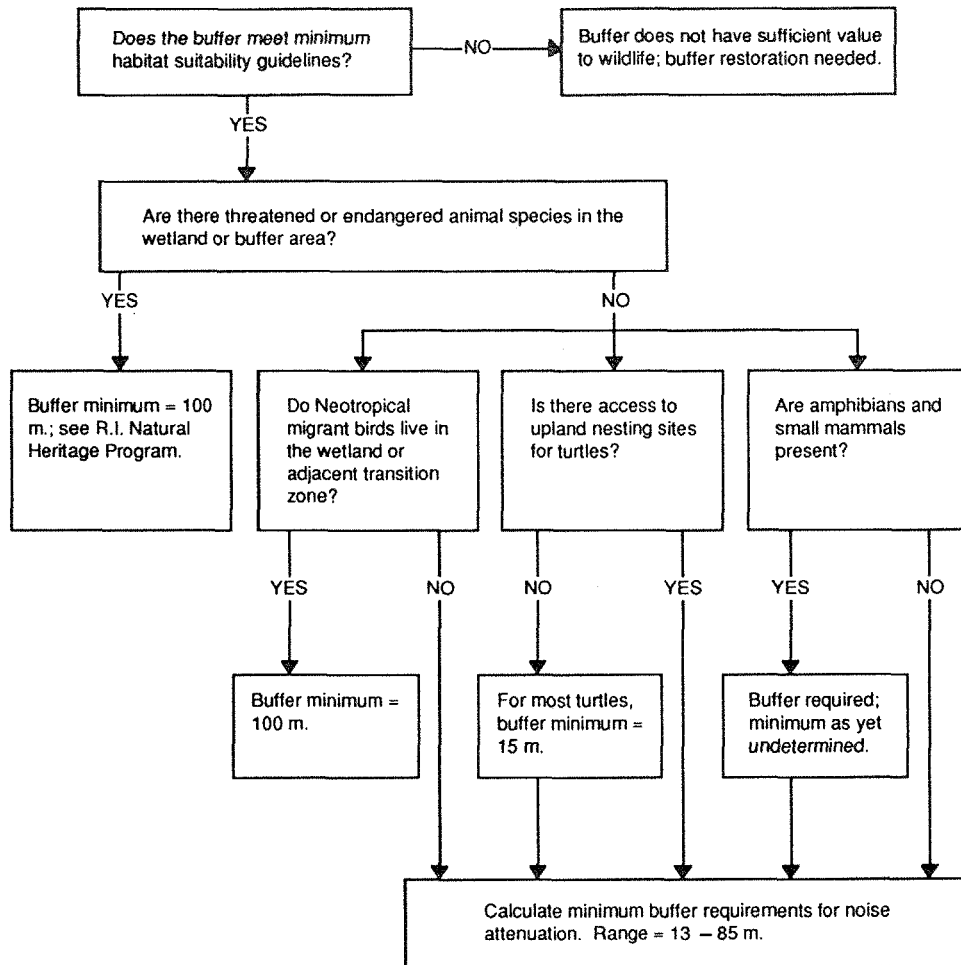 Does the buffer meet minimum
habitat suitability guidelines?
NO
Buffer does not have sufficient value
to wildlife; buffer restoration needed.
YES
Are there threatened or endangered animal species in the
wetland or buffer area?
YES
NO
Buffer minimum = 100
m.; see R.I. Natural
Heritage Program.
Do Neotropical
migrant birds live in
the wetland or
adjacent transition
zone?
Is there access to
upland nesting sites
for turtles?
Are amphibians and
small mammals
present?
YES
NO
NO
YES
YES
NO
Buffer minimum =
100 m.
For most turtles,
buffer minimum =
15 m.
Buffer required;
minimum as yet
undetermined.
Calculate minimum buffer requirements for noise
attenuation. Range = 13 – 85 m.